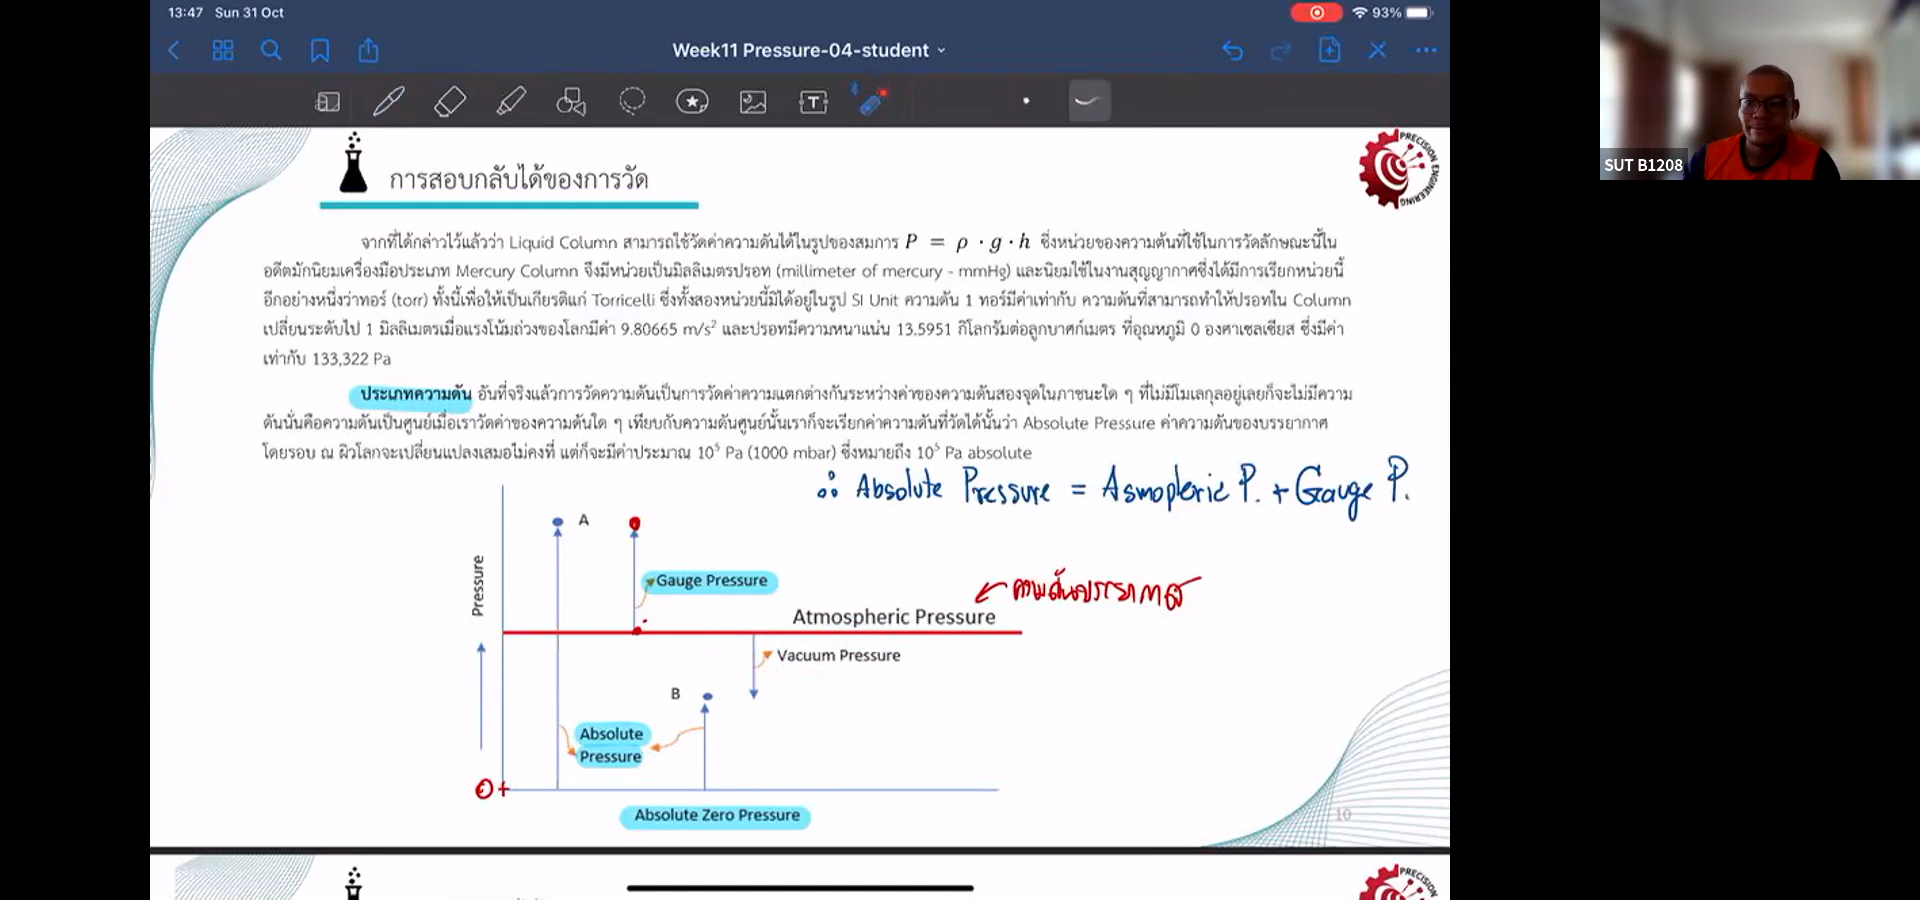 13:47 Sun 31 Oct
93%
Week11 Pressure-04-student
T
SUT B1208
PRECISION ENGINEERING
การสอบกลับได้ของการวัด
จากที่ได้กล่าวไว้แล้วว่า Liquid Column สามารถใช้วัดค่าความดันได้ในรูปของสมการ P = ρ · g · h ซึ่งหน่วยของความดันที่ใช้ในการวัดลักษณะนี้ใน
อดีตมักนิยมเครื่องมือประเภท Mercury Column จึงมีหน่วยเป็นมิลลิเมตรปรอท (millimeter of mercury - mmHg) และนิยมใช้ในงานสุญญากาศซึ่งได้มีการเรียกหน่วยนี้
อีกอย่างหนึ่งว่าทอร์ (torr) ทั้งนี้เพื่อให้เป็นเกียรติแก่ Torricelli ซึ่งทั้งสองหน่วยนี้มิได้อยู่ในรูป SI Unit ความดัน 1 ทอร์มีค่าเท่ากับ ความดันที่สามารถทำให้ปรอทใน Column
เปลี่ยนระดับไป 1 มิลลิเมตรเมื่อแรงโน้มถ่วงของโลกมีค่า 9.80665 m/s² และปรอทมีความหนาแน่น 13.5951 กิโลกรัมต่อลูกบาศก์เมตร ที่อุณหภูมิ 0 องศาเซลเซียส ซึ่งมีค่า
เท่ากับ 133,322 Pa
ประเภทความดัน อันที่จริงแล้วการวัดความดันเป็นการวัดค่าความแตกต่างกันระหว่างค่าของความดันสองจุดในภาชนะใด ๆ ที่ไม่มีโมเลกุลอยู่เลยก็จะไม่มีความ
ดันนั่นคือความดันเป็นศูนย์เมื่อเราวัดค่าของความดันใด ๆ เทียบกับความดันศูนย์นั้นเราก็จะเรียกค่าความดันที่วัดได้นั้นว่า Absolute Pressure ค่าความดันของบรรยากาศ
โดยรอบ ณ ผิวโลกจะเปลี่ยนแปลงเสมอไม่คงที่ แต่ก็จะมีค่าประมาณ 10⁵ Pa (1000 mbar) ซึ่งหมายถึง 10⁵ Pa absolute
∴ Absolute Pressure = Asmopleric P. + Gauge P.
A
Gauge Pressure
ความดันบรรยากาศ
Atmospheric Pressure
Pressure
Vacuum Pressure
B
Absolute
Pressure
0
Absolute Zero Pressure
10
PRECISION